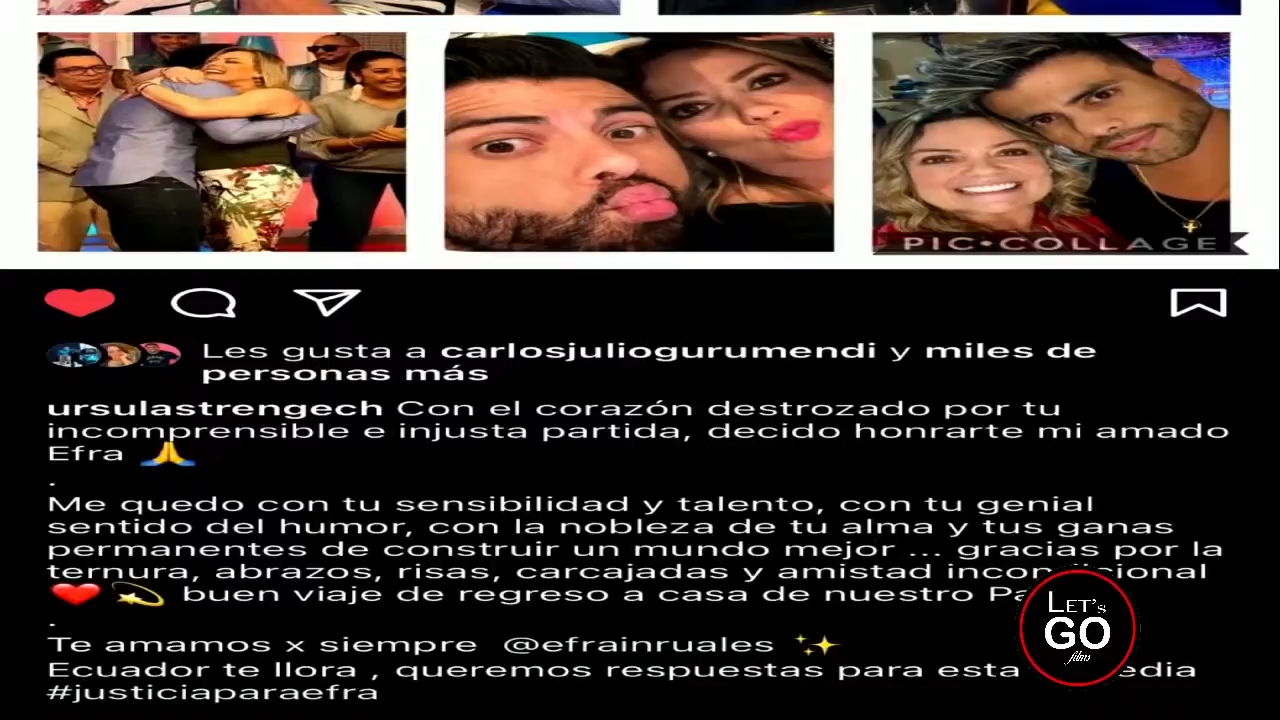 PIC•COLLAGE
Les gusta a carlosjuliogurumendi y miles de
personas más
ursulastrengech Con el corazón destrozado por tu
incomprensible e injusta partida, decido honrarte mi amado
Efra 🙏
.
Me quedo con tu sensibilidad y talento, con tu genial
sentido del humor, con la nobleza de tu alma y tus ganas
permanentes de construir un mundo mejor ... gracias por la
ternura, abrazos, risas, carcajadas y amistad incondicional
❤️ 💫 buen viaje de regreso a casa de nuestro
.
Te amamos x siempre @efrainruales ✨
Ecuador te llora , queremos respuestas para esta
#justiciaparaefra
LET'S
GO
films